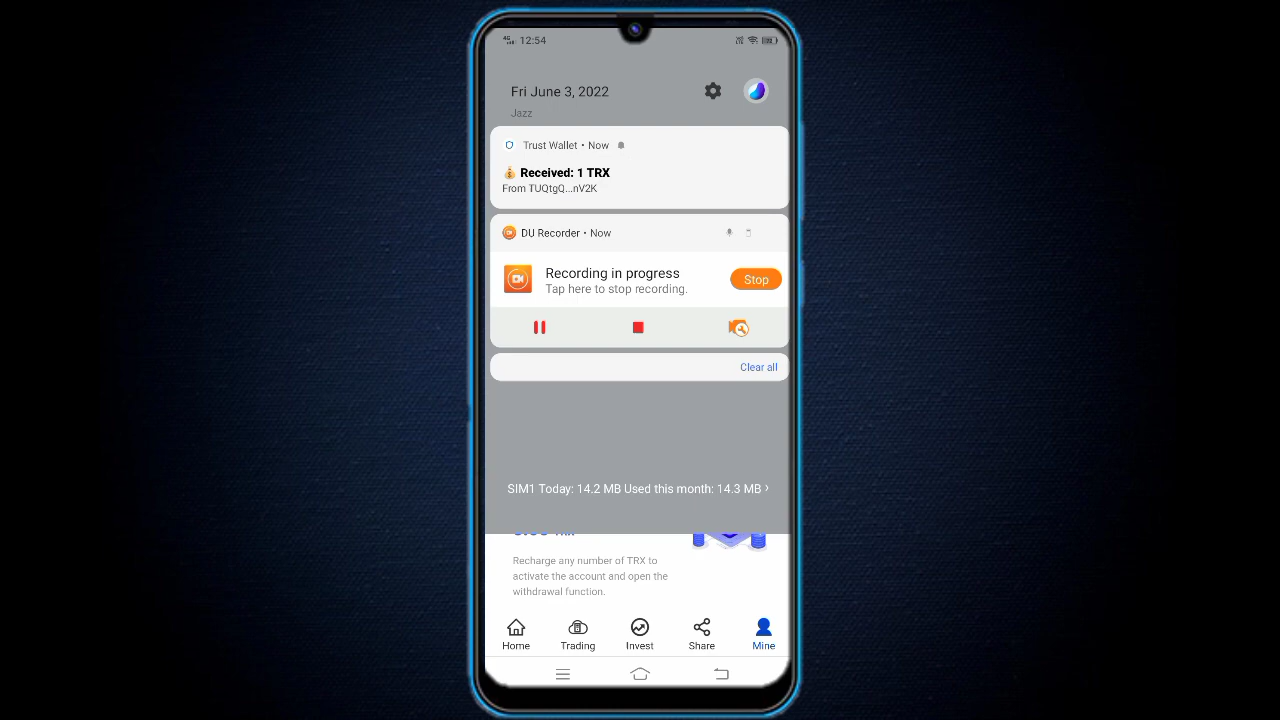 4G 12:54
Fri June 3, 2022
Jazz
Trust Wallet • Now
Received: 1 TRX
From TUQtgQ...nV2K
DU Recorder • Now
Recording in progress
Tap here to stop recording.
Stop
Clear all
SIM1 Today: 14.2 MB Used this month: 14.3 MB ›
Recharge any number of TRX to
activate the account and open the
withdrawal function.
Home Trading Invest Share Mine